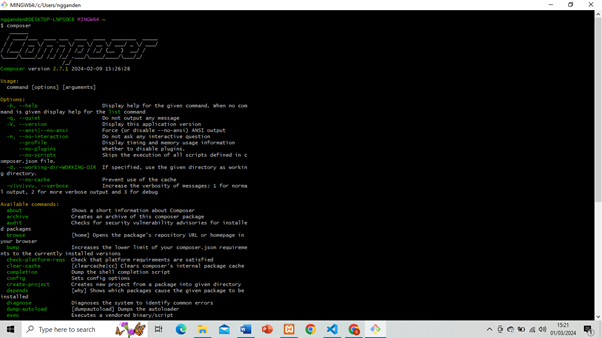 MINGW64:/c/Users/ngganden
ngganden@DESKTOP-LNPSDCB MINGW64 ~
$ composer
Composer version 2.7.1 2024-02-09 15:26:28
Usage:
command [options] [arguments]
Options:
-h, --help Display help for the given command. When no com
mand is given display help for the list command
-q, --quiet Do not output any message
-V, --version Display this application version
--ansi|--no-ansi Force (or disable --no-ansi) ANSI output
-n, --no-interaction Do not ask any interactive question
--profile Display timing and memory usage information
--no-plugins Whether to disable plugins.
--no-scripts Skips the execution of all scripts defined in c
omposer.json file.
-d, --working-dir=WORKING-DIR If specified, use the given directory as workin
g directory.
--no-cache Prevent use of the cache
-v|vv|vvv, --verbose Increase the verbosity of messages: 1 for norma
l output, 2 for more verbose output and 3 for debug
Available commands:
about Shows a short information about Composer
archive Creates an archive of this composer package
audit Checks for security vulnerability advisories for installe
d packages
browse [home] Opens the package's repository URL or homepage in
your browser
bump Increases the lower limit of your composer.json requireme
nts to the currently installed versions
check-platform-reqs Check that platform requirements are satisfied
clear-cache [clearcache|cc] Clears composer's internal package cache
completion Dump the shell completion script
config Sets config options
create-project Creates new project from a package into given directory
depends [why] Shows which packages cause the given package to be
installed
diagnose Diagnoses the system to identify common errors
dump-autoload [dumpautoload] Dumps the autoloader
exec Executes a vendored binary/script
Type here to search
15:21
01/03/2024